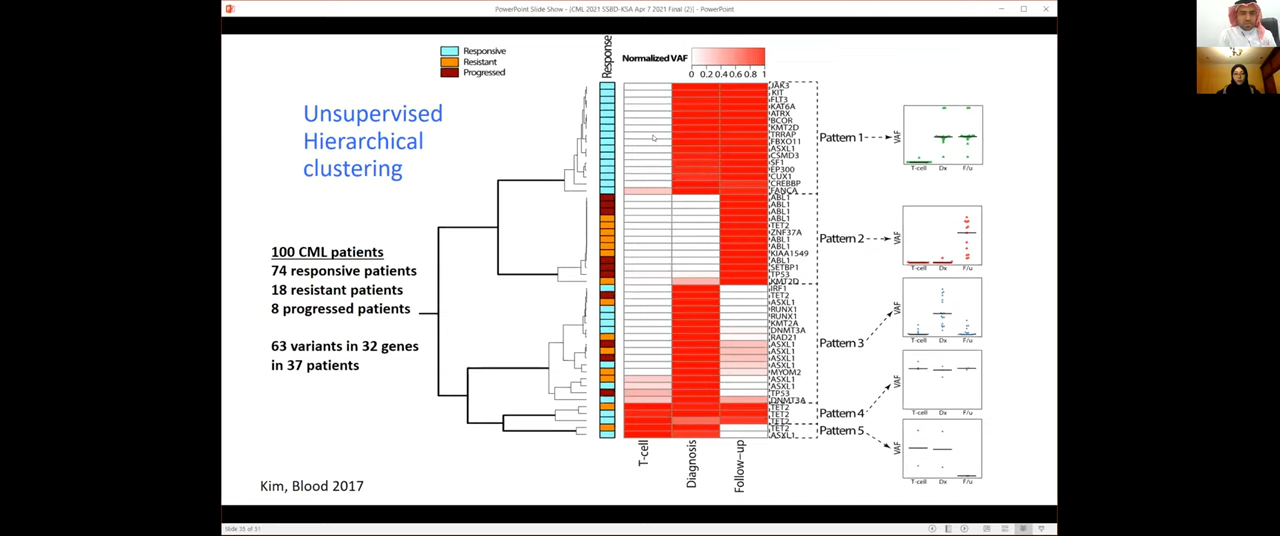 PowerPoint Slide Show - [CML 2021 SSBD-KSA Apr 7 2021 Final (2)] - PowerPoint
Responsive
Resistant
Progressed
Response
Normalized VAF
0 0.2 0.4 0.6 0.8 1
Unsupervised
Hierarchical
clustering
100 CML patients
74 responsive patients
18 resistant patients
8 progressed patients
63 variants in 32 genes
in 37 patients
JAK3
KIT
FLT3
KAT6A
ATRX
BCOR
KMT2D
TRRAP
FBXO11
ASXL1
CSMD3
SF1
EP300
CUX1
CREBBP
FANCA
ABL1
ABL1
ABL1
ABL1
TET2
ZNF37A
ABL1
ABL1
KIAA1549
ABL1
SETBP1
TP53
KMT2D
IRF1
TET2
ASXL1
RUNX1
RUNX1
KMT2A
DNMT3A
RAD21
ASXL1
ASXL1
ASXL1
ASXL1
MYOM2
ASXL1
ASXL1
TP53
DNMT3A
TET2
TET2
TET2
TET2
ASXL1
T-cell
Diagnosis
Follow-up
Pattern 1
VAF
T-cell Dx F/u
Pattern 2
VAF
T-cell Dx F/u
Pattern 3
VAF
T-cell Dx F/u
Pattern 4
VAF
T-cell Dx F/u
Pattern 5
VAF
T-cell Dx F/u
Kim, Blood 2017
Slide 35 of 51